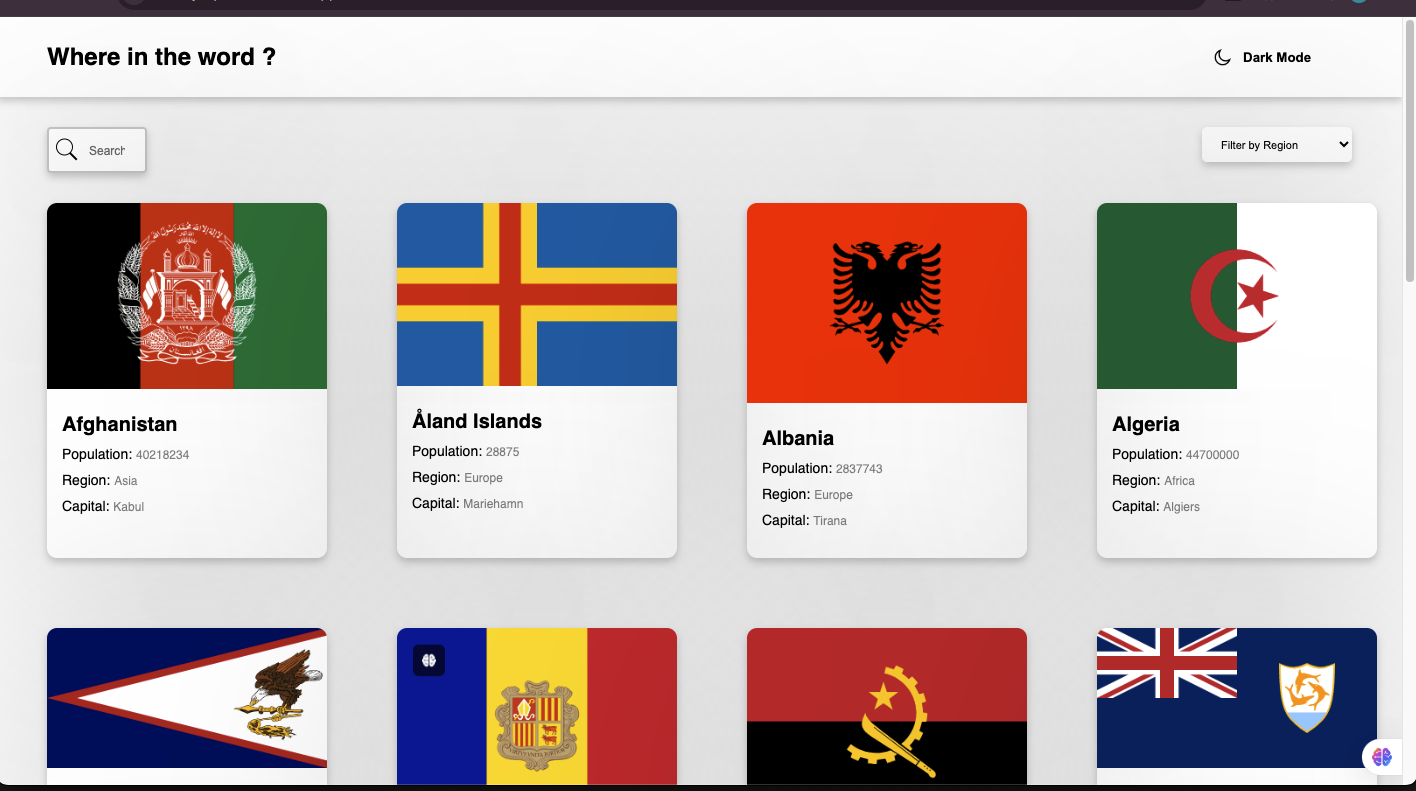 Where in the word ?
Dark Mode
Search
Filter by Region
Afghanistan
Population: 40218234
Region: Asia
Capital: Kabul
Åland Islands
Population: 28875
Region: Europe
Capital: Mariehamn
Albania
Population: 2837743
Region: Europe
Capital: Tirana
Algeria
Population: 44700000
Region: Africa
Capital: Algiers